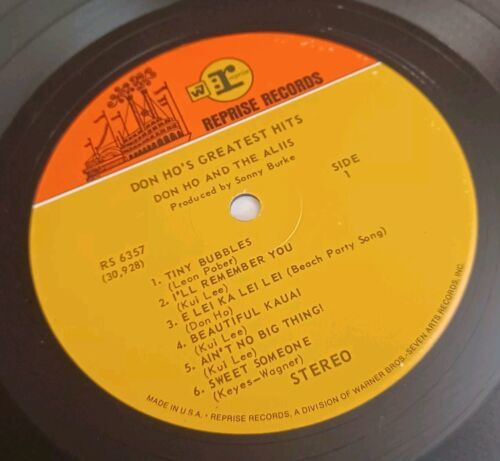 W
r
reprise
REPRISE RECORDS
DON HO'S GREATEST HITS
DON HO AND THE ALIIS
Produced by Sonny Burke
SIDE
1
RS 6357
(30,928)
1. TINY BUBBLES
(Leon Pober)
2. I'LL REMEMBER YOU
(Kui Lee)
3. E LEI KA LEI LEI (Beach Party Song)
(Don Ho)
4. BEAUTIFUL KAUAI
(Kui Lee)
5. AIN'T NO BIG THING!
(Kui Lee)
6. SWEET SOMEONE
(Keyes-Wagner)
STEREO
MADE IN U.S.A. • REPRISE RECORDS, A DIVISION OF WARNER BROS.-SEVEN ARTS RECORDS, INC.